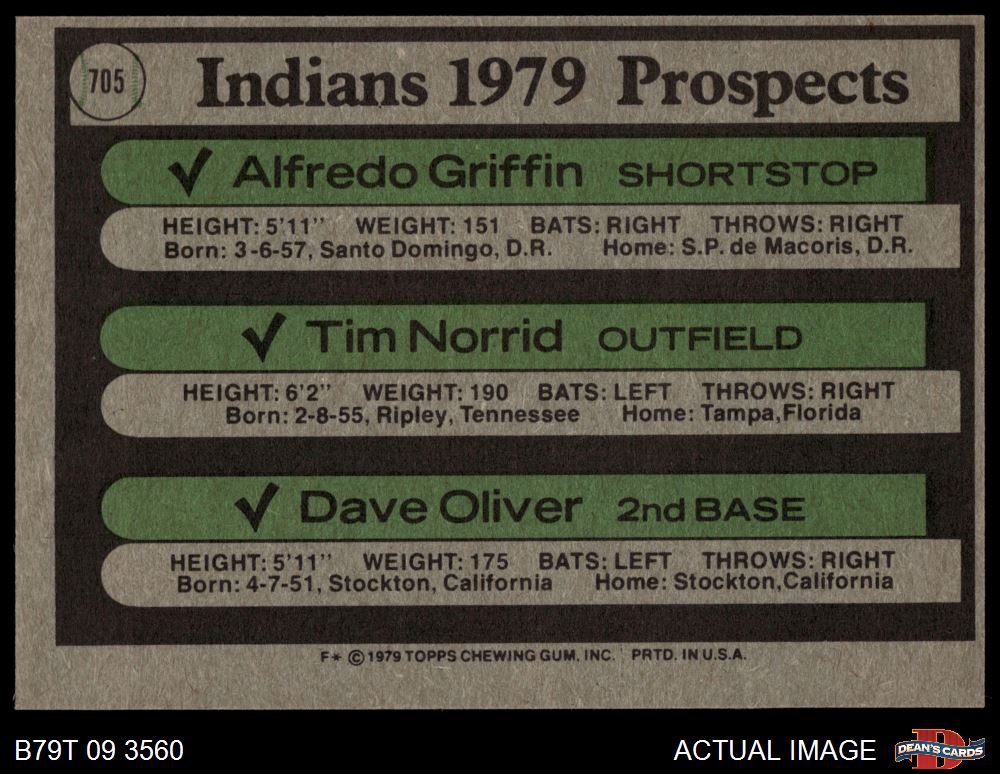 705
Indians 1979 Prospects
Alfredo Griffin SHORTSTOP
HEIGHT: 5'11" WEIGHT: 151 BATS: RIGHT THROWS: RIGHT
Born: 3-6-57, Santo Domingo, D.R. Home: S.P. de Macoris, D.R.
Tim Norrid OUTFIELD
HEIGHT: 6'2" WEIGHT: 190 BATS: LEFT THROWS: RIGHT
Born: 2-8-55, Ripley, Tennessee Home: Tampa,Florida
Dave Oliver 2nd BASE
HEIGHT: 5'11" WEIGHT: 175 BATS: LEFT THROWS: RIGHT
Born: 4-7-51, Stockton, California Home: Stockton,California
F* © 1979 TOPPS CHEWING GUM, INC. PRTD. IN U.S.A.
B79T 09 3560 ACTUAL IMAGE D DEAN'S CARDS